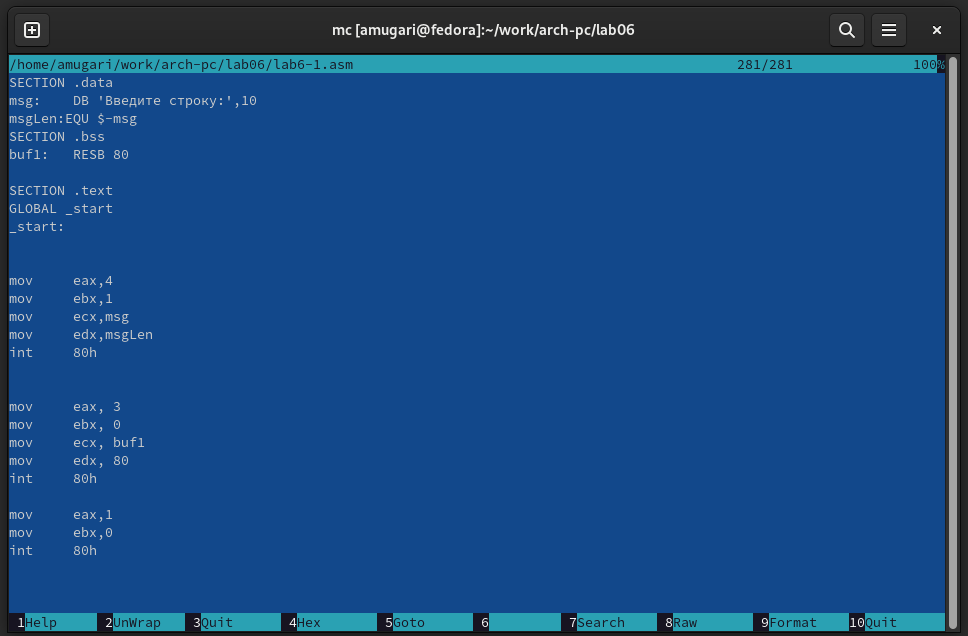 mc [amugari@fedora]:~/work/arch-pc/lab06
/home/amugari/work/arch-pc/lab06/lab6-1.asm 281/281 100%
SECTION .data
msg: DB 'Введите строку:',10
msgLen:EQU $-msg
SECTION .bss
buf1: RESB 80
SECTION .text
GLOBAL _start
_start:
mov eax,4
mov ebx,1
mov ecx,msg
mov edx,msgLen
int 80h
mov eax, 3
mov ebx, 0
mov ecx, buf1
mov edx, 80
int 80h
mov eax,1
mov ebx,0
int 80h
1Help 2UnWrap 3Quit 4Hex 5Goto 6 7Search 8Raw 9Format 10Quit